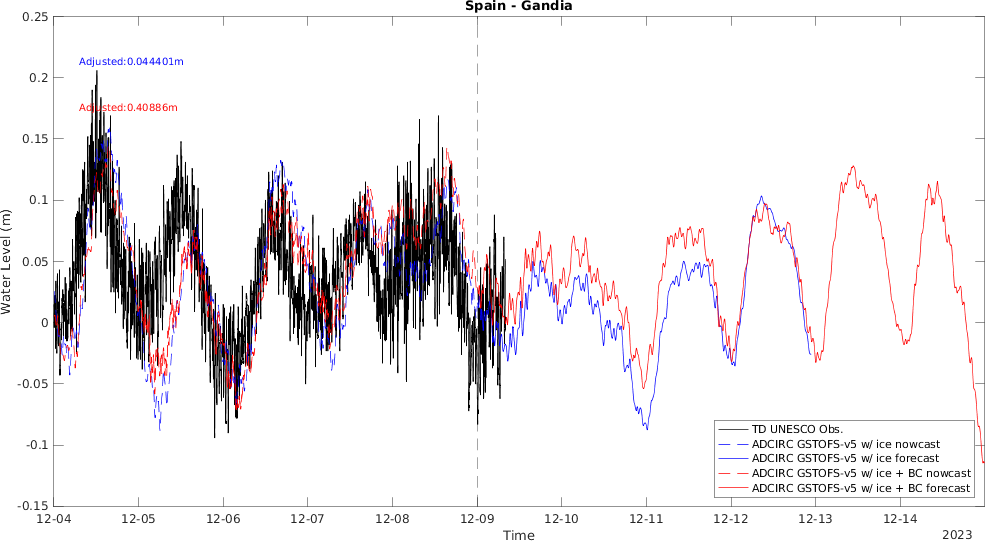 Spain - Gandia
0.25
0.2
0.15
0.1
0.05
0
-0.05
-0.1
-0.15
Water Level (m)
Adjusted:0.044401m
Adjusted:0.40886m
TD UNESCO Obs.
ADCIRC GSTOFS-v5 w/ ice nowcast
ADCIRC GSTOFS-v5 w/ ice forecast
ADCIRC GSTOFS-v5 w/ ice + BC nowcast
ADCIRC GSTOFS-v5 w/ ice + BC forecast
12-04 12-05 12-06 12-07 12-08 12-09 12-10 12-11 12-12 12-13 12-14
Time
2023